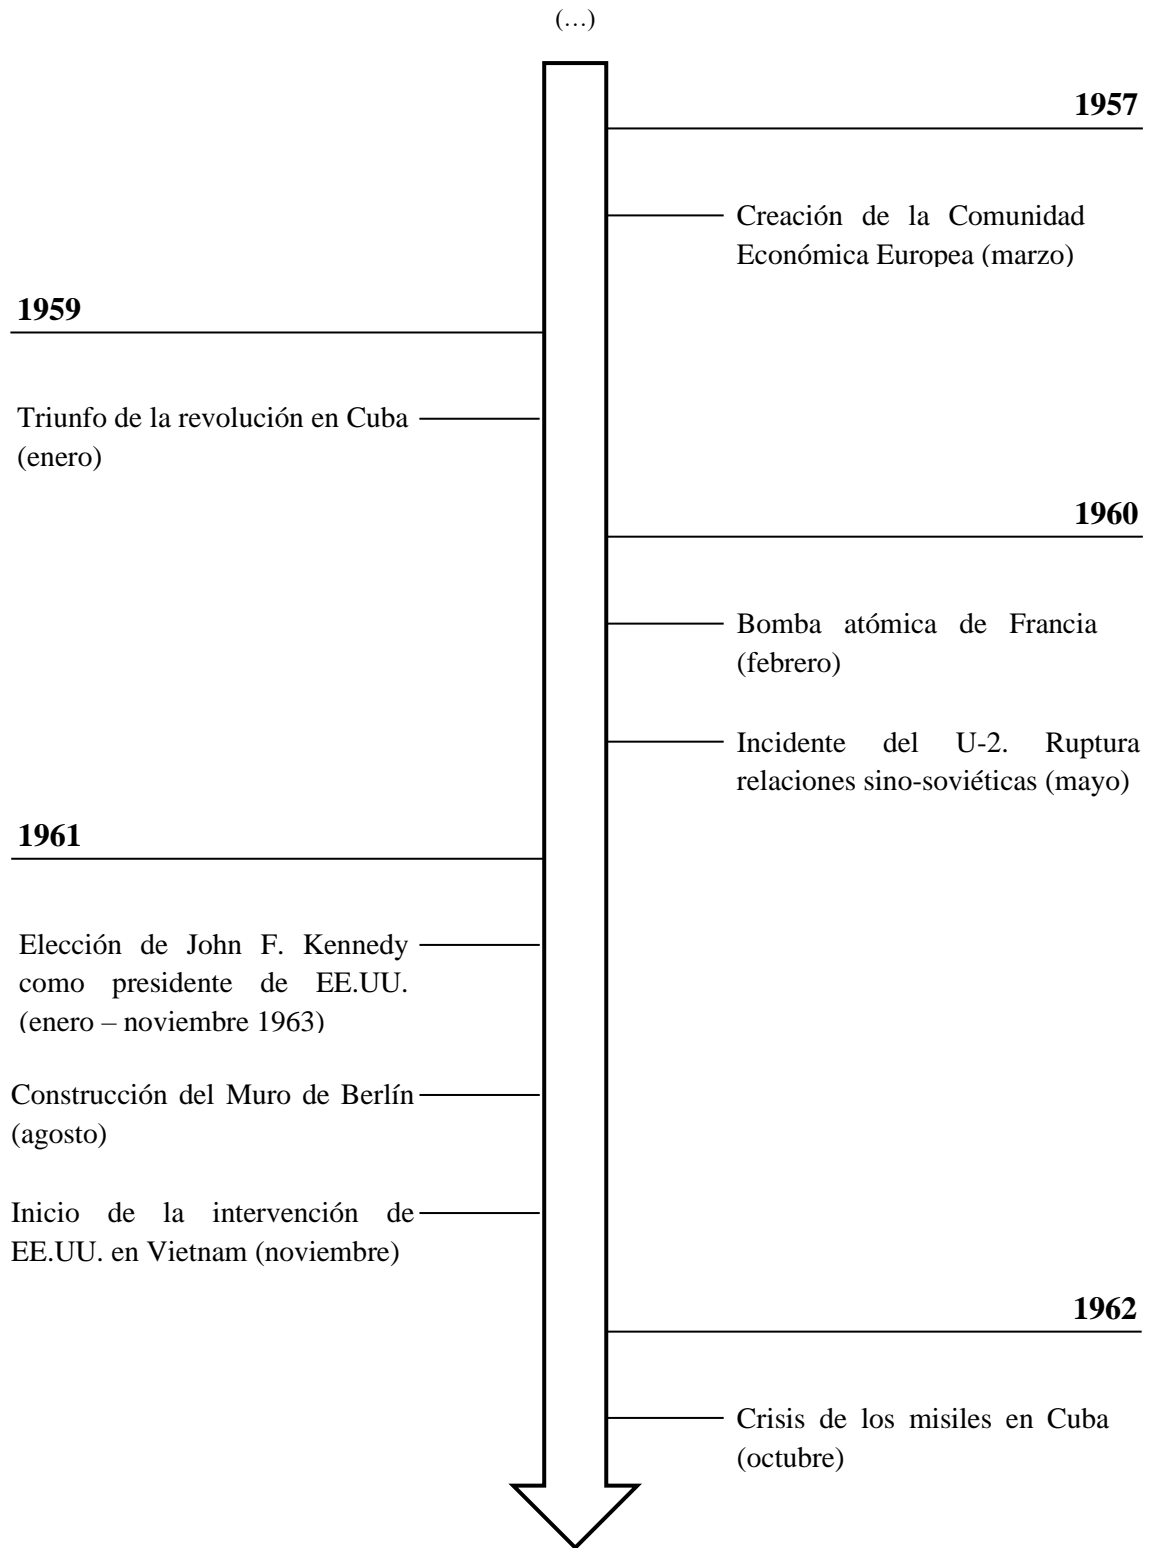 (…)
1957
Creación de la Comunidad
Económica Europea (marzo)
1959
Triunfo de la revolución en Cuba
(enero)
1960
Bomba atómica de Francia
(febrero)
Incidente del U-2. Ruptura
relaciones sino-soviéticas (mayo)
1961
Elección de John F. Kennedy
como presidente de EE.UU.
(enero – noviembre 1963)
Construcción del Muro de Berlín
(agosto)
Inicio de la intervención de
EE.UU. en Vietnam (noviembre)
1962
Crisis de los misiles en Cuba
(octubre)